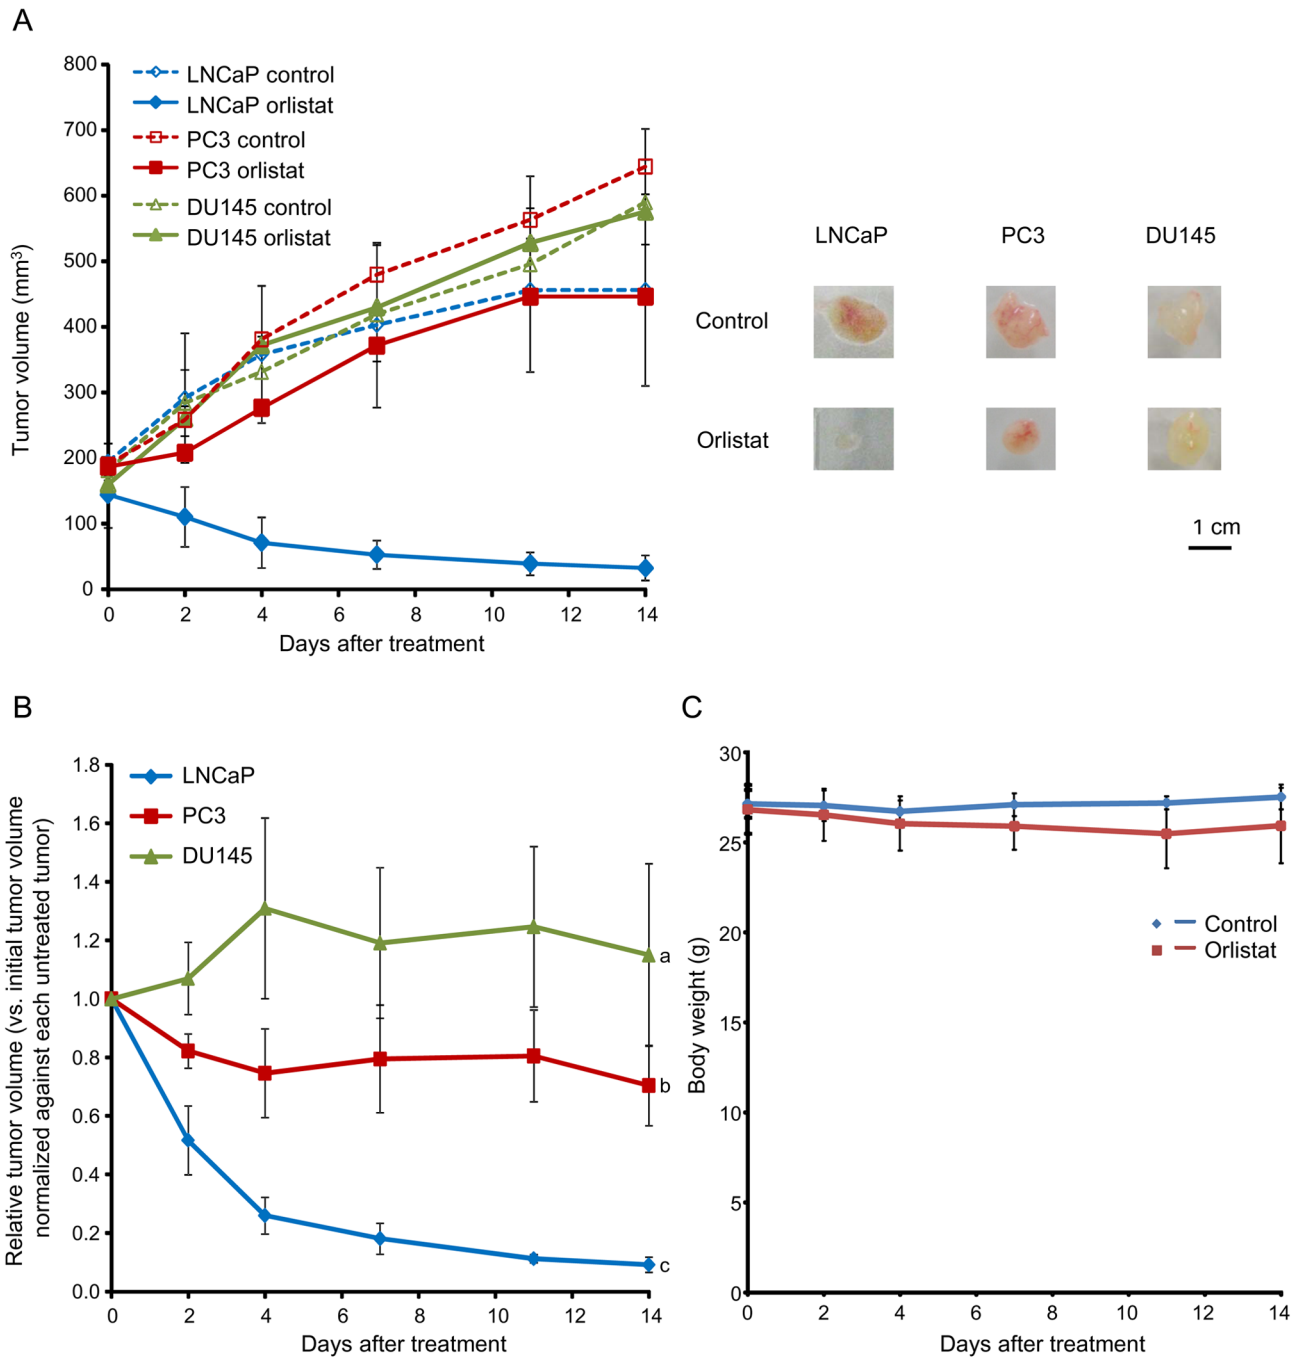 A
800
700
600
500
400
300
200
100
0
Tumor volume (mm³)
LNCaP control
LNCaP orlistat
PC3 control
PC3 orlistat
DU145 control
DU145 orlistat
0 2 4 6 8 10 12 14
Days after treatment
LNCaP PC3 DU145
Control
Orlistat
1 cm
B
1.8
1.6
1.4
1.2
1.0
0.8
0.6
0.4
0.2
0.0
Relative tumor volume (vs. initial tumor volume
normalized against each untreated tumor)
LNCaP
PC3
DU145
a
b
c
0 2 4 6 8 10 12 14
Days after treatment
C
30
25
20
15
10
5
0
Body weight (g)
Control
Orlistat
0 2 4 6 8 10 12 14
Days after treatment